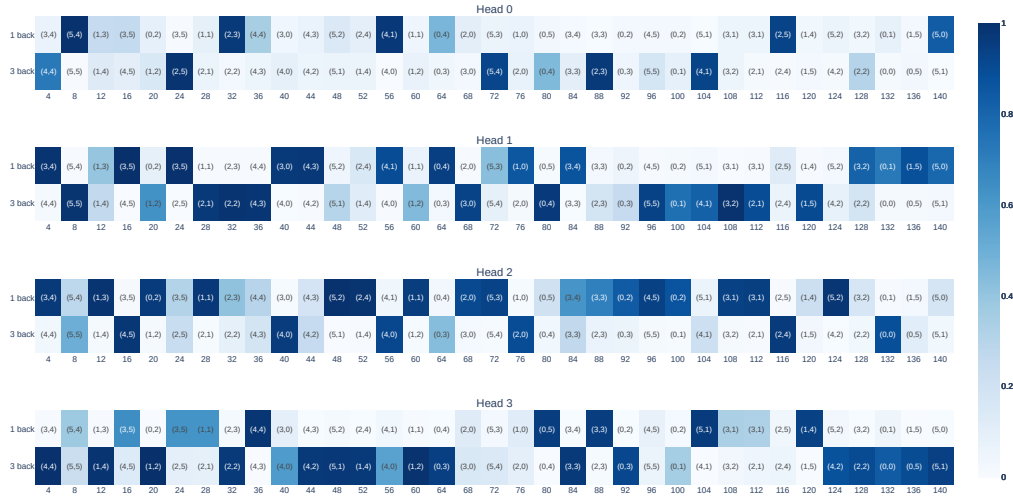 Head 0
1 back (3,4) (5,4) (1,3) (3,5) (0,2) (3,5) (1,1) (2,3) (4,4) (3,0) (4,3) (5,2) (2,4) (4,1) (1,1) (0,4) (2,0) (5,3) (1,0) (0,5) (3,4) (3,3) (0,2) (4,5) (0,2) (5,1) (3,1) (3,1) (2,5) (1,4) (5,2) (3,2) (0,1) (1,5) (5,0)
3 back (4,4) (5,5) (1,4) (4,5) (1,2) (2,5) (2,1) (2,2) (4,3) (4,0) (4,2) (5,1) (1,4) (4,0) (1,2) (0,3) (3,0) (5,4) (2,0) (0,4) (3,3) (2,3) (0,3) (5,5) (0,1) (4,1) (3,2) (2,1) (2,4) (1,5) (4,2) (2,2) (0,0) (0,5) (5,1)
4 8 12 16 20 24 28 32 36 40 44 48 52 56 60 64 68 72 76 80 84 88 92 96 100 104 108 112 116 120 124 128 132 136 140
Head 1
1 back (3,4) (5,4) (1,3) (3,5) (0,2) (3,5) (1,1) (2,3) (4,4) (3,0) (4,3) (5,2) (2,4) (4,1) (1,1) (0,4) (2,0) (5,3) (1,0) (0,5) (3,4) (3,3) (0,2) (4,5) (0,2) (5,1) (3,1) (3,1) (2,5) (1,4) (5,2) (3,2) (0,1) (1,5) (5,0)
3 back (4,4) (5,5) (1,4) (4,5) (1,2) (2,5) (2,1) (2,2) (4,3) (4,0) (4,2) (5,1) (1,4) (4,0) (1,2) (0,3) (3,0) (5,4) (2,0) (0,4) (3,3) (2,3) (0,3) (5,5) (0,1) (4,1) (3,2) (2,1) (2,4) (1,5) (4,2) (2,2) (0,0) (0,5) (5,1)
4 8 12 16 20 24 28 32 36 40 44 48 52 56 60 64 68 72 76 80 84 88 92 96 100 104 108 112 116 120 124 128 132 136 140
Head 2
1 back (3,4) (5,4) (1,3) (3,5) (0,2) (3,5) (1,1) (2,3) (4,4) (3,0) (4,3) (5,2) (2,4) (4,1) (1,1) (0,4) (2,0) (5,3) (1,0) (0,5) (3,4) (3,3) (0,2) (4,5) (0,2) (5,1) (3,1) (3,1) (2,5) (1,4) (5,2) (3,2) (0,1) (1,5) (5,0)
3 back (4,4) (5,5) (1,4) (4,5) (1,2) (2,5) (2,1) (2,2) (4,3) (4,0) (4,2) (5,1) (1,4) (4,0) (1,2) (0,3) (3,0) (5,4) (2,0) (0,4) (3,3) (2,3) (0,3) (5,5) (0,1) (4,1) (3,2) (2,1) (2,4) (1,5) (4,2) (2,2) (0,0) (0,5) (5,1)
4 8 12 16 20 24 28 32 36 40 44 48 52 56 60 64 68 72 76 80 84 88 92 96 100 104 108 112 116 120 124 128 132 136 140
Head 3
1 back (3,4) (5,4) (1,3) (3,5) (0,2) (3,5) (1,1) (2,3) (4,4) (3,0) (4,3) (5,2) (2,4) (4,1) (1,1) (0,4) (2,0) (5,3) (1,0) (0,5) (3,4) (3,3) (0,2) (4,5) (0,2) (5,1) (3,1) (3,1) (2,5) (1,4) (5,2) (3,2) (0,1) (1,5) (5,0)
3 back (4,4) (5,5) (1,4) (4,5) (1,2) (2,5) (2,1) (2,2) (4,3) (4,0) (4,2) (5,1) (1,4) (4,0) (1,2) (0,3) (3,0) (5,4) (2,0) (0,4) (3,3) (2,3) (0,3) (5,5) (0,1) (4,1) (3,2) (2,1) (2,4) (1,5) (4,2) (2,2) (0,0) (0,5) (5,1)
4 8 12 16 20 24 28 32 36 40 44 48 52 56 60 64 68 72 76 80 84 88 92 96 100 104 108 112 116 120 124 128 132 136 140
1
0.8
0.6
0.4
0.2
0